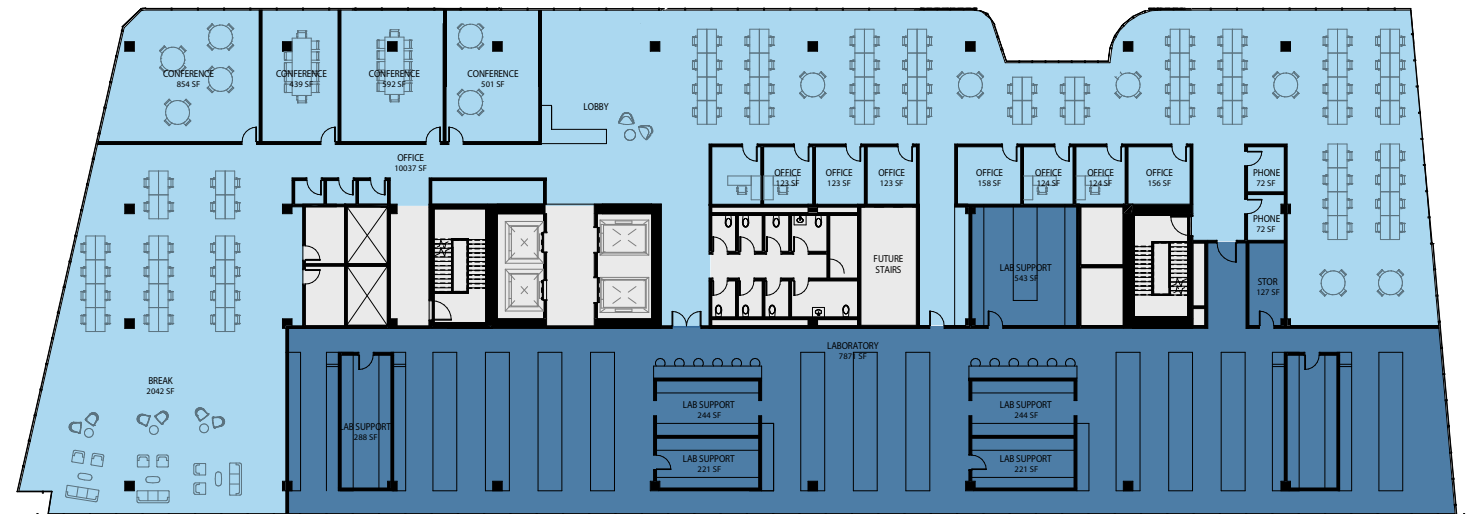 CONFERENCE
854 SF
CONFERENCE
439 SF
CONFERENCE
592 SF
CONFERENCE
501 SF
LOBBY
OFFICE
10037 SF
OFFICE
123 SF
OFFICE
123 SF
OFFICE
123 SF
OFFICE
158 SF
OFFICE
124 SF
OFFICE
124 SF
OFFICE
156 SF
PHONE
72 SF
PHONE
72 SF
FUTURE
STAIRS
LAB SUPPORT
543 SF
STOR
127 SF
LABORATORY
7871 SF
BREAK
2042 SF
LAB SUPPORT
288 SF
LAB SUPPORT
244 SF
LAB SUPPORT
244 SF
LAB SUPPORT
221 SF
LAB SUPPORT
221 SF